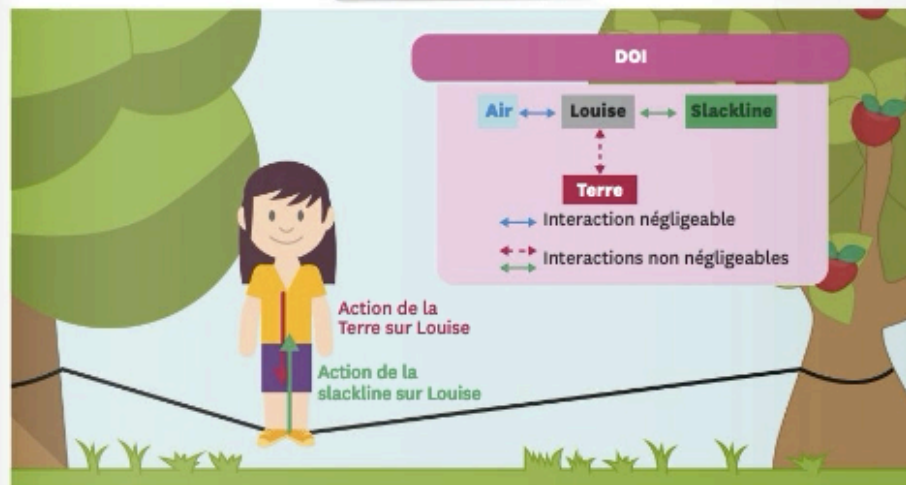 DOI
Air Louise Slackline
Terre
Interaction négligeable
Interactions non négligeables
Action de la
Terre sur Louise
Action de la
slackline sur Louise